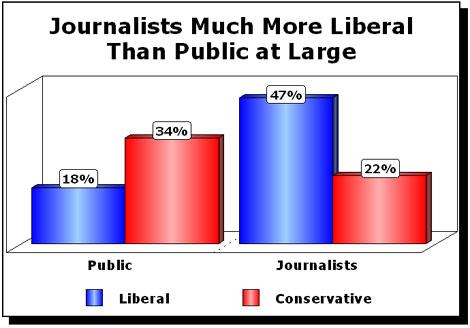 Journalists Much More Liberal
Than Public at Large
18%
34%
47%
22%
Public
Journalists
Liberal
Conservative